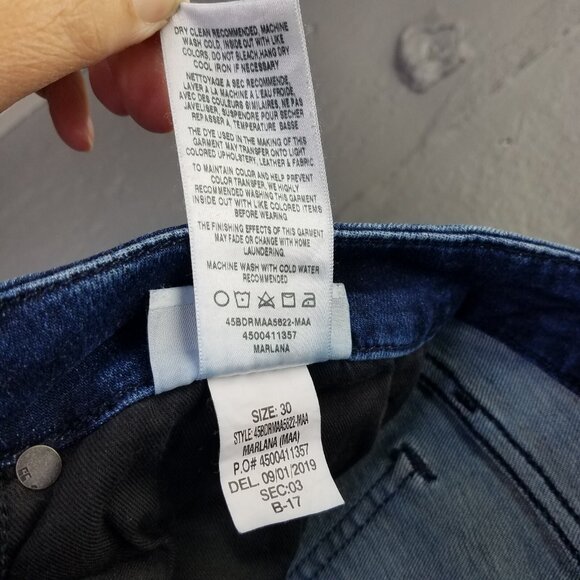 DRY CLEAN RECOMMENDED, MACHINE
WASH COLD, INSIDE OUT WITH LIKE
COLORS, DO NOT BLEACH,HANG DRY
COOL IRON IF NECESSARY
NETTOYAGE A SEC RECOMMENDE,
LAVER A LA MACHINE A L'EAU FROIDE,
AVEC DES COULEURS SIMILAIRES, NE PAS
JAVELISER, SUSPENDRE POUR SECHER
REPASSER A, TEMPERATURE BASSE
THE DYE USED IN THE MAKING OF THIS
GARMENT MAY TRANSFER ONTO LIGHT
COLORED UPHOLSTERY, LEATHER & FABRIC
TO MAINTAIN COLOR AND HELP PREVENT
COLOR TRANSFER, WE HIGHLY
RECOMMENDED WASHING THIS GARMENT
INSIDE OUT WITH LIKE COLORED ITEMS
BEFORE WEARING.
THE FINISHING EFFECTS OF THIS GARMENT
MAY FADE OR CHANGE WITH HOME
LAUNDERING.
MACHINE WASH WITH COLD WATER
RECOMMENDED
45BDRMAA5622-MAA
4500411357
MARLANA
SIZE: 30
STYLE: 45BDRMAA5622-MAA
MARLANA (MAA)
P.O# 4500411357
DEL. 09/01/2019
SEC:03
B-17